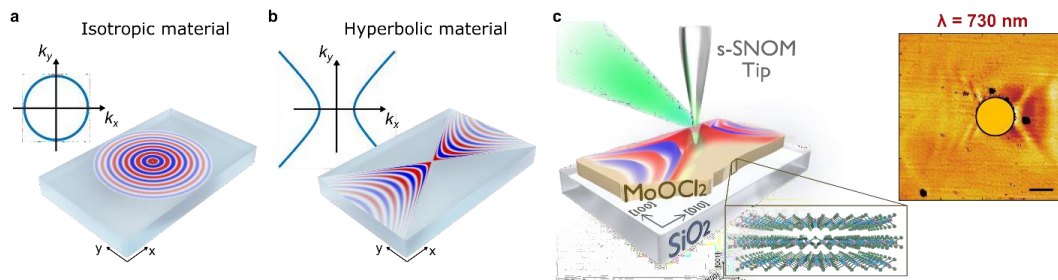 a
Isotropic material
k_y
k_x
y
x
b
Hyperbolic material
k_y
k_x
y
x
c
s-SNOM
Tip
MoOCl₂
[100]
[010]
SiO₂
λ = 730 nm